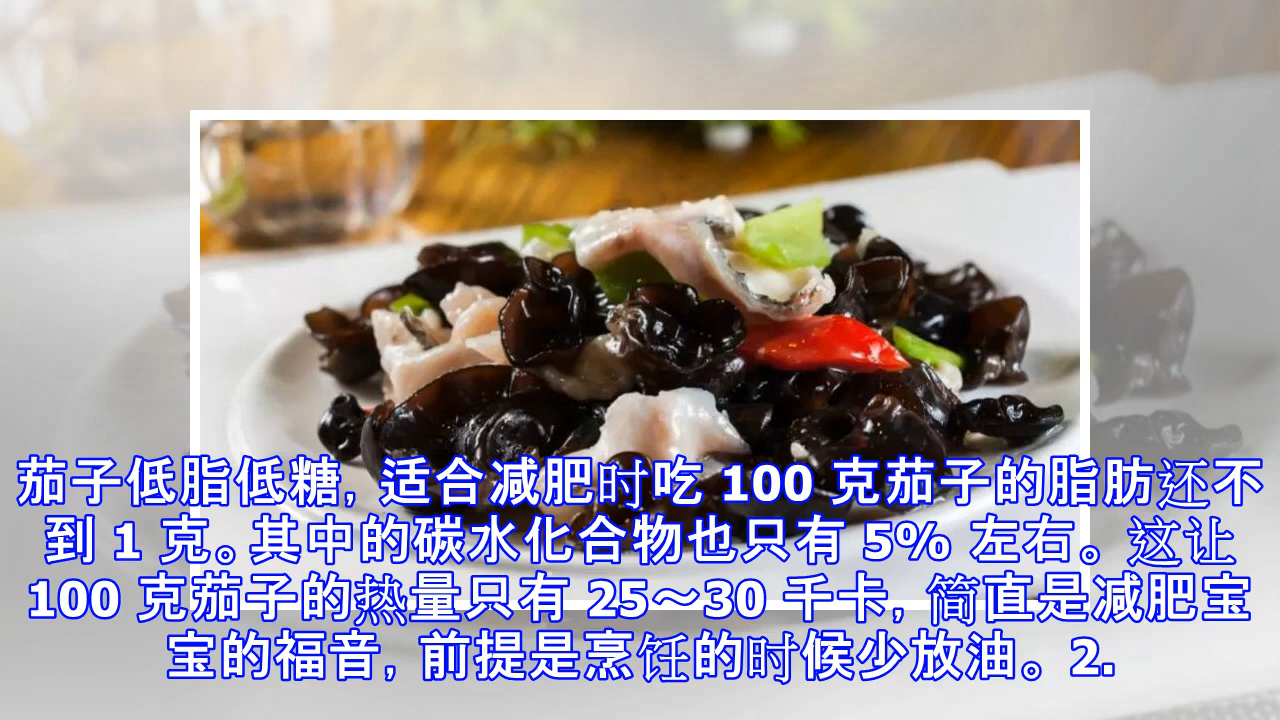 茄子低脂低糖, 适合减肥时吃 100 克茄子的脂肪还不
到 1 克。其中的碳水化合物也只有 5% 左右。这让
100 克茄子的热量只有 25～30 千卡, 简直是减肥宝
宝的福音, 前提是烹饪的时候少放油。2.